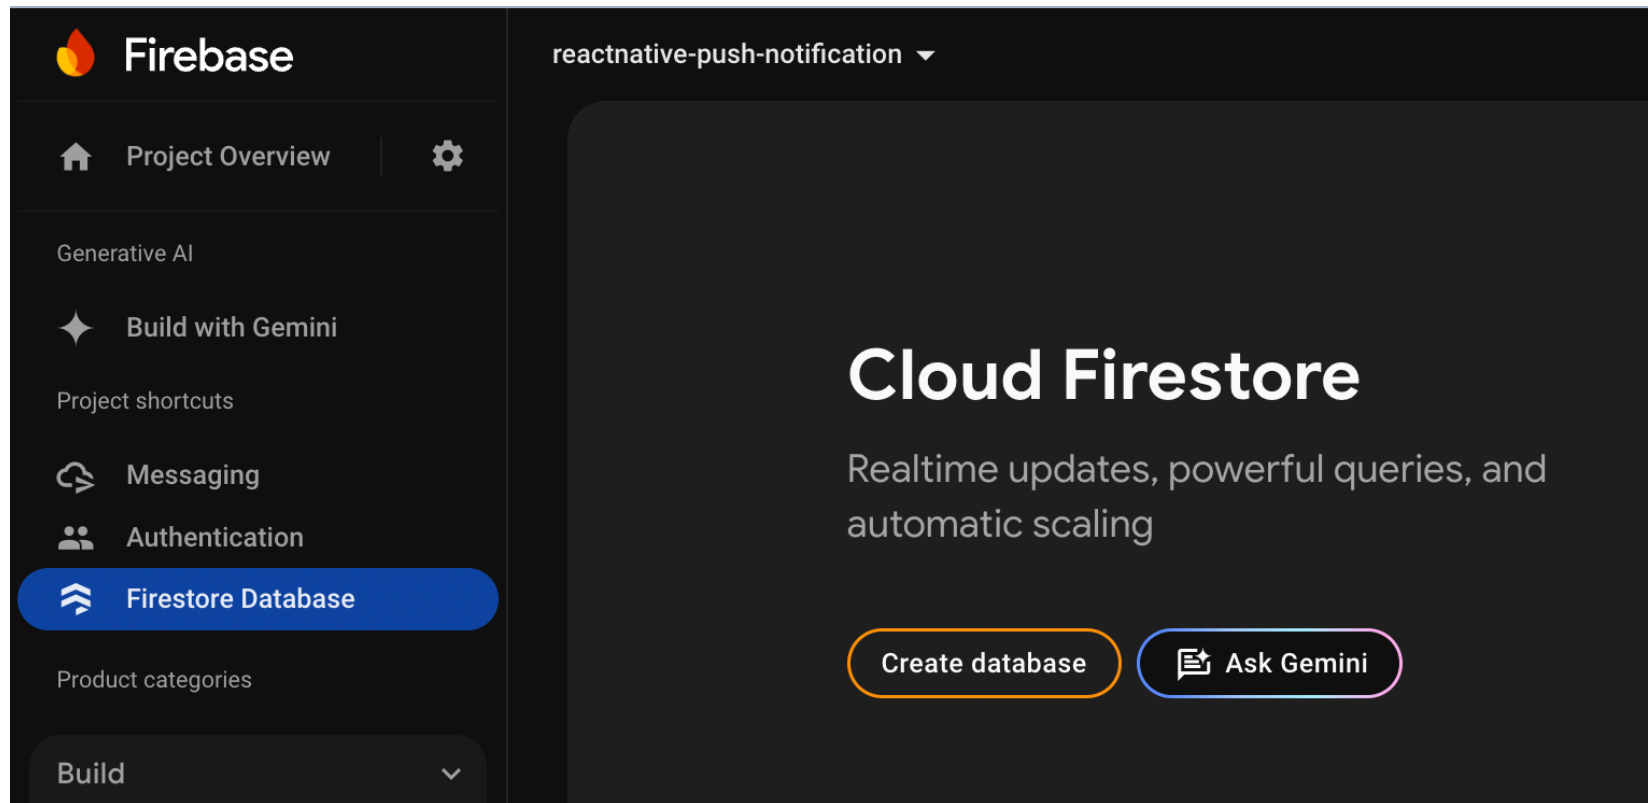 Firebase
reactnative-push-notification
Project Overview
Generative AI
Build with Gemini
Project shortcuts
Messaging
Authentication
Firestore Database
Product categories
Build
Cloud Firestore
Realtime updates, powerful queries, and
automatic scaling
Create database
Ask Gemini